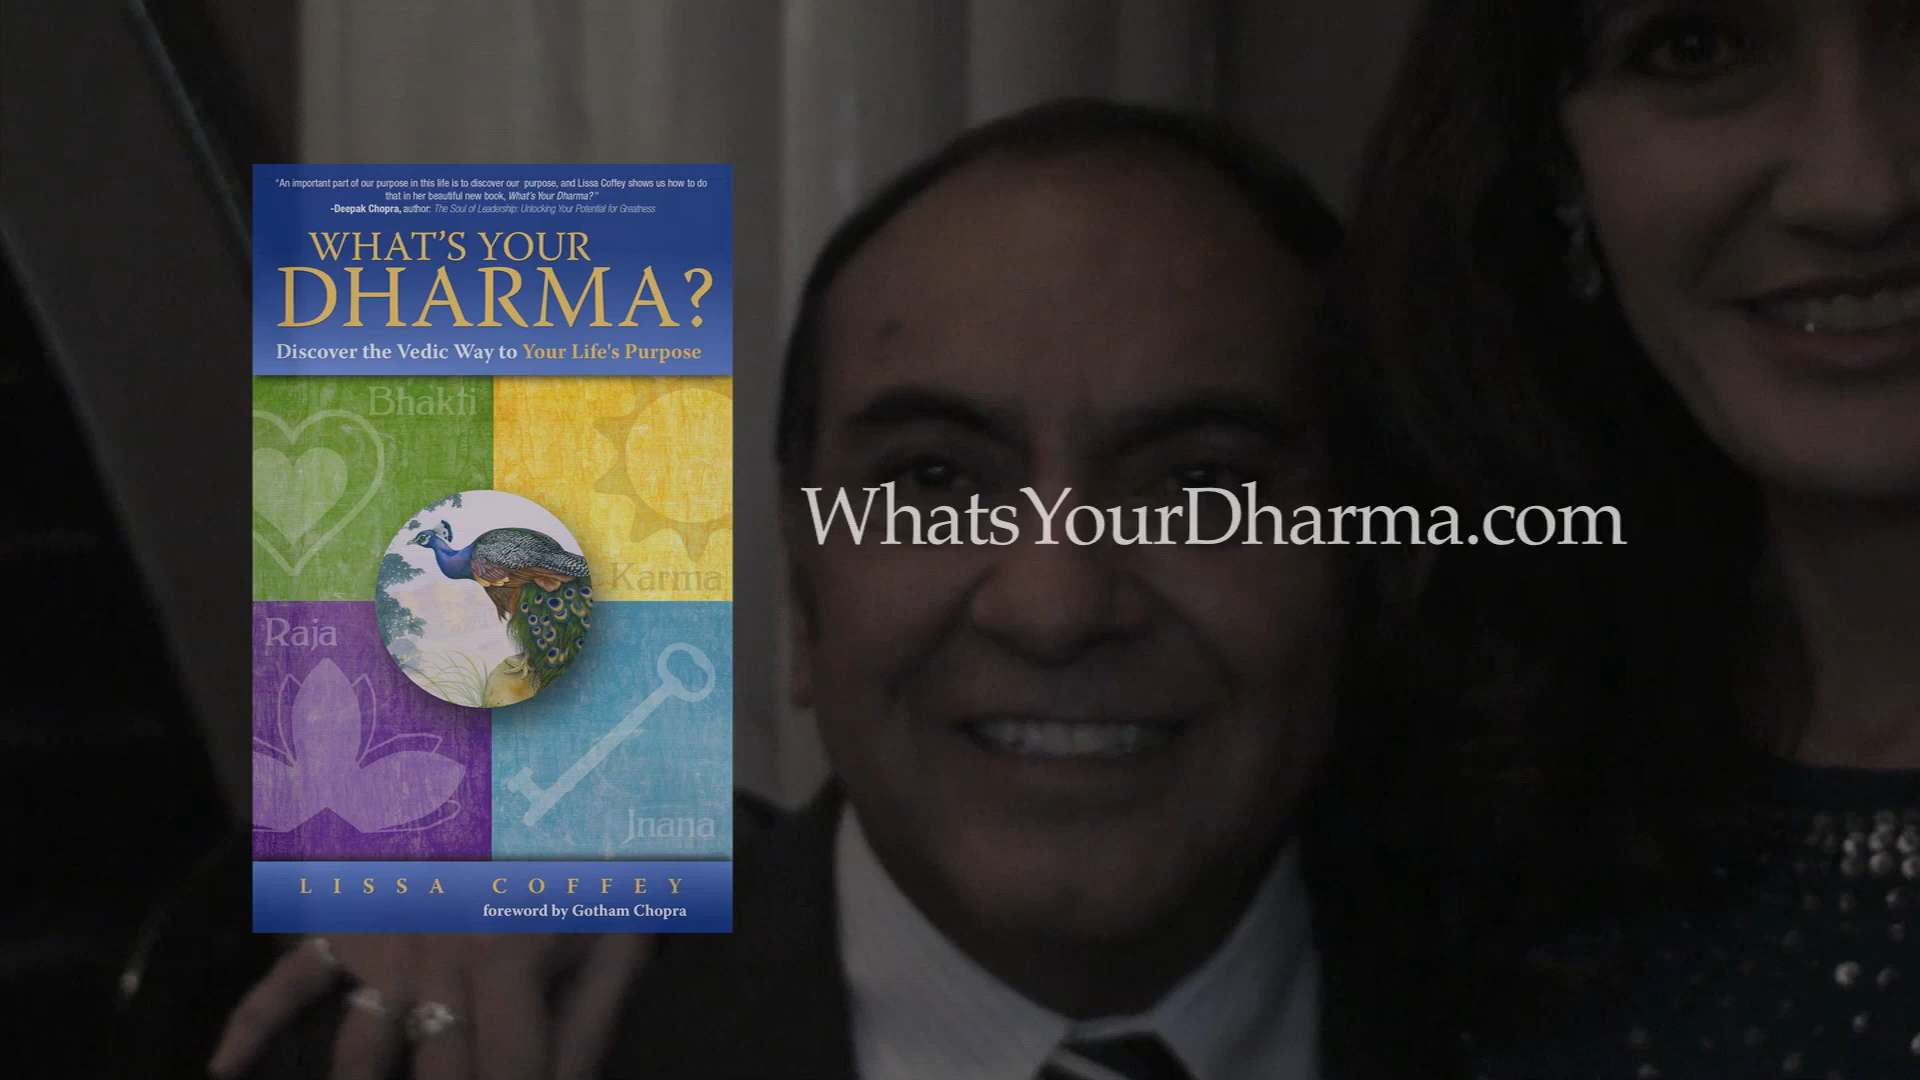 "An important part of our purpose in this life is to discover our purpose, and Lissa Coffey shows us how to do
that in her beautiful new book, What's Your Dharma?"
-Deepak Chopra, author: The Soul of Leadership: Unlocking Your Potential for Greatness
WHAT'S YOUR
DHARMA?
Discover the Vedic Way to Your Life's Purpose
Bhakti
Karma
Raja
Jnana
LISSA COFFEY
foreword by Gotham Chopra
WhatsYourDharma.com